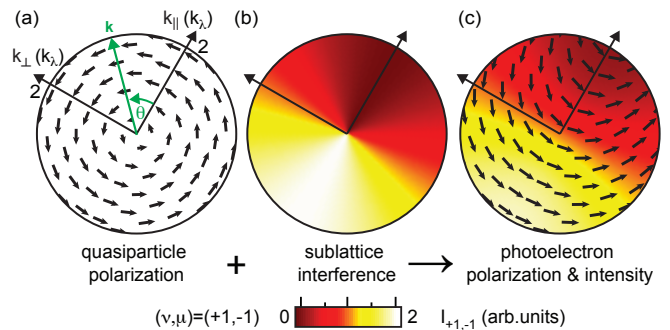 (a)
k
k∥(kλ)
k⊥(kλ)
2
2
θ
(b)
(c)
quasiparticle
polarization
+
sublattice
interference
→
photoelectron
polarization & intensity
(ν,μ)=(+1,-1)
0
2
I+1,-1 (arb.units)